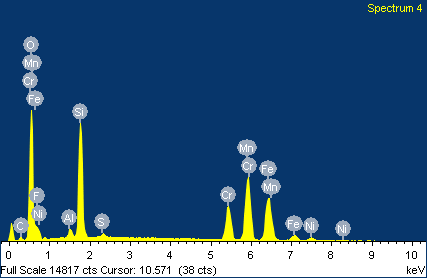 Spectrum 4
O
Mn
Cr
Fe
Si
F
Ni
C
Al
S
Mn
Cr
Cr
Fe
Mn
Fe
Ni
Ni
0 1 2 3 4 5 6 7 8 9 10
Full Scale 14817 cts Cursor: 10.571 (38 cts) keV